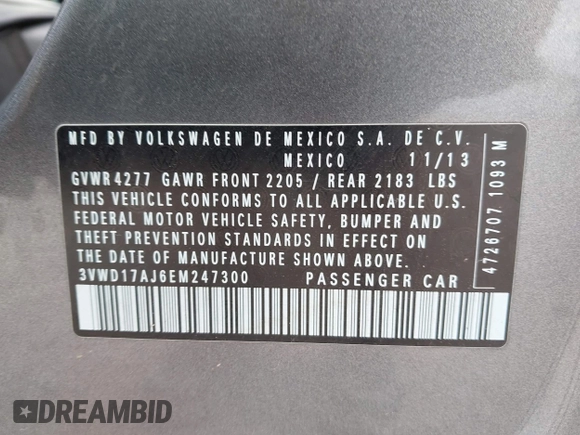 MFD BY VOLKSWAGEN DE MEXICO S.A. DE C.V.
MEXICO 11/13
GVWR 4277 GAWR FRONT 2205 / REAR 2183 LBS
THIS VEHICLE CONFORMS TO ALL APPLICABLE U.S.
FEDERAL MOTOR VEHICLE SAFETY, BUMPER AND
THEFT PREVENTION STANDARDS IN EFFECT ON
THE DATE OF MANUFACTURE SHOWN ABOVE.
3VWD17AJ6EM247300 PASSENGER CAR
4726707 1093 M
DREAMBID